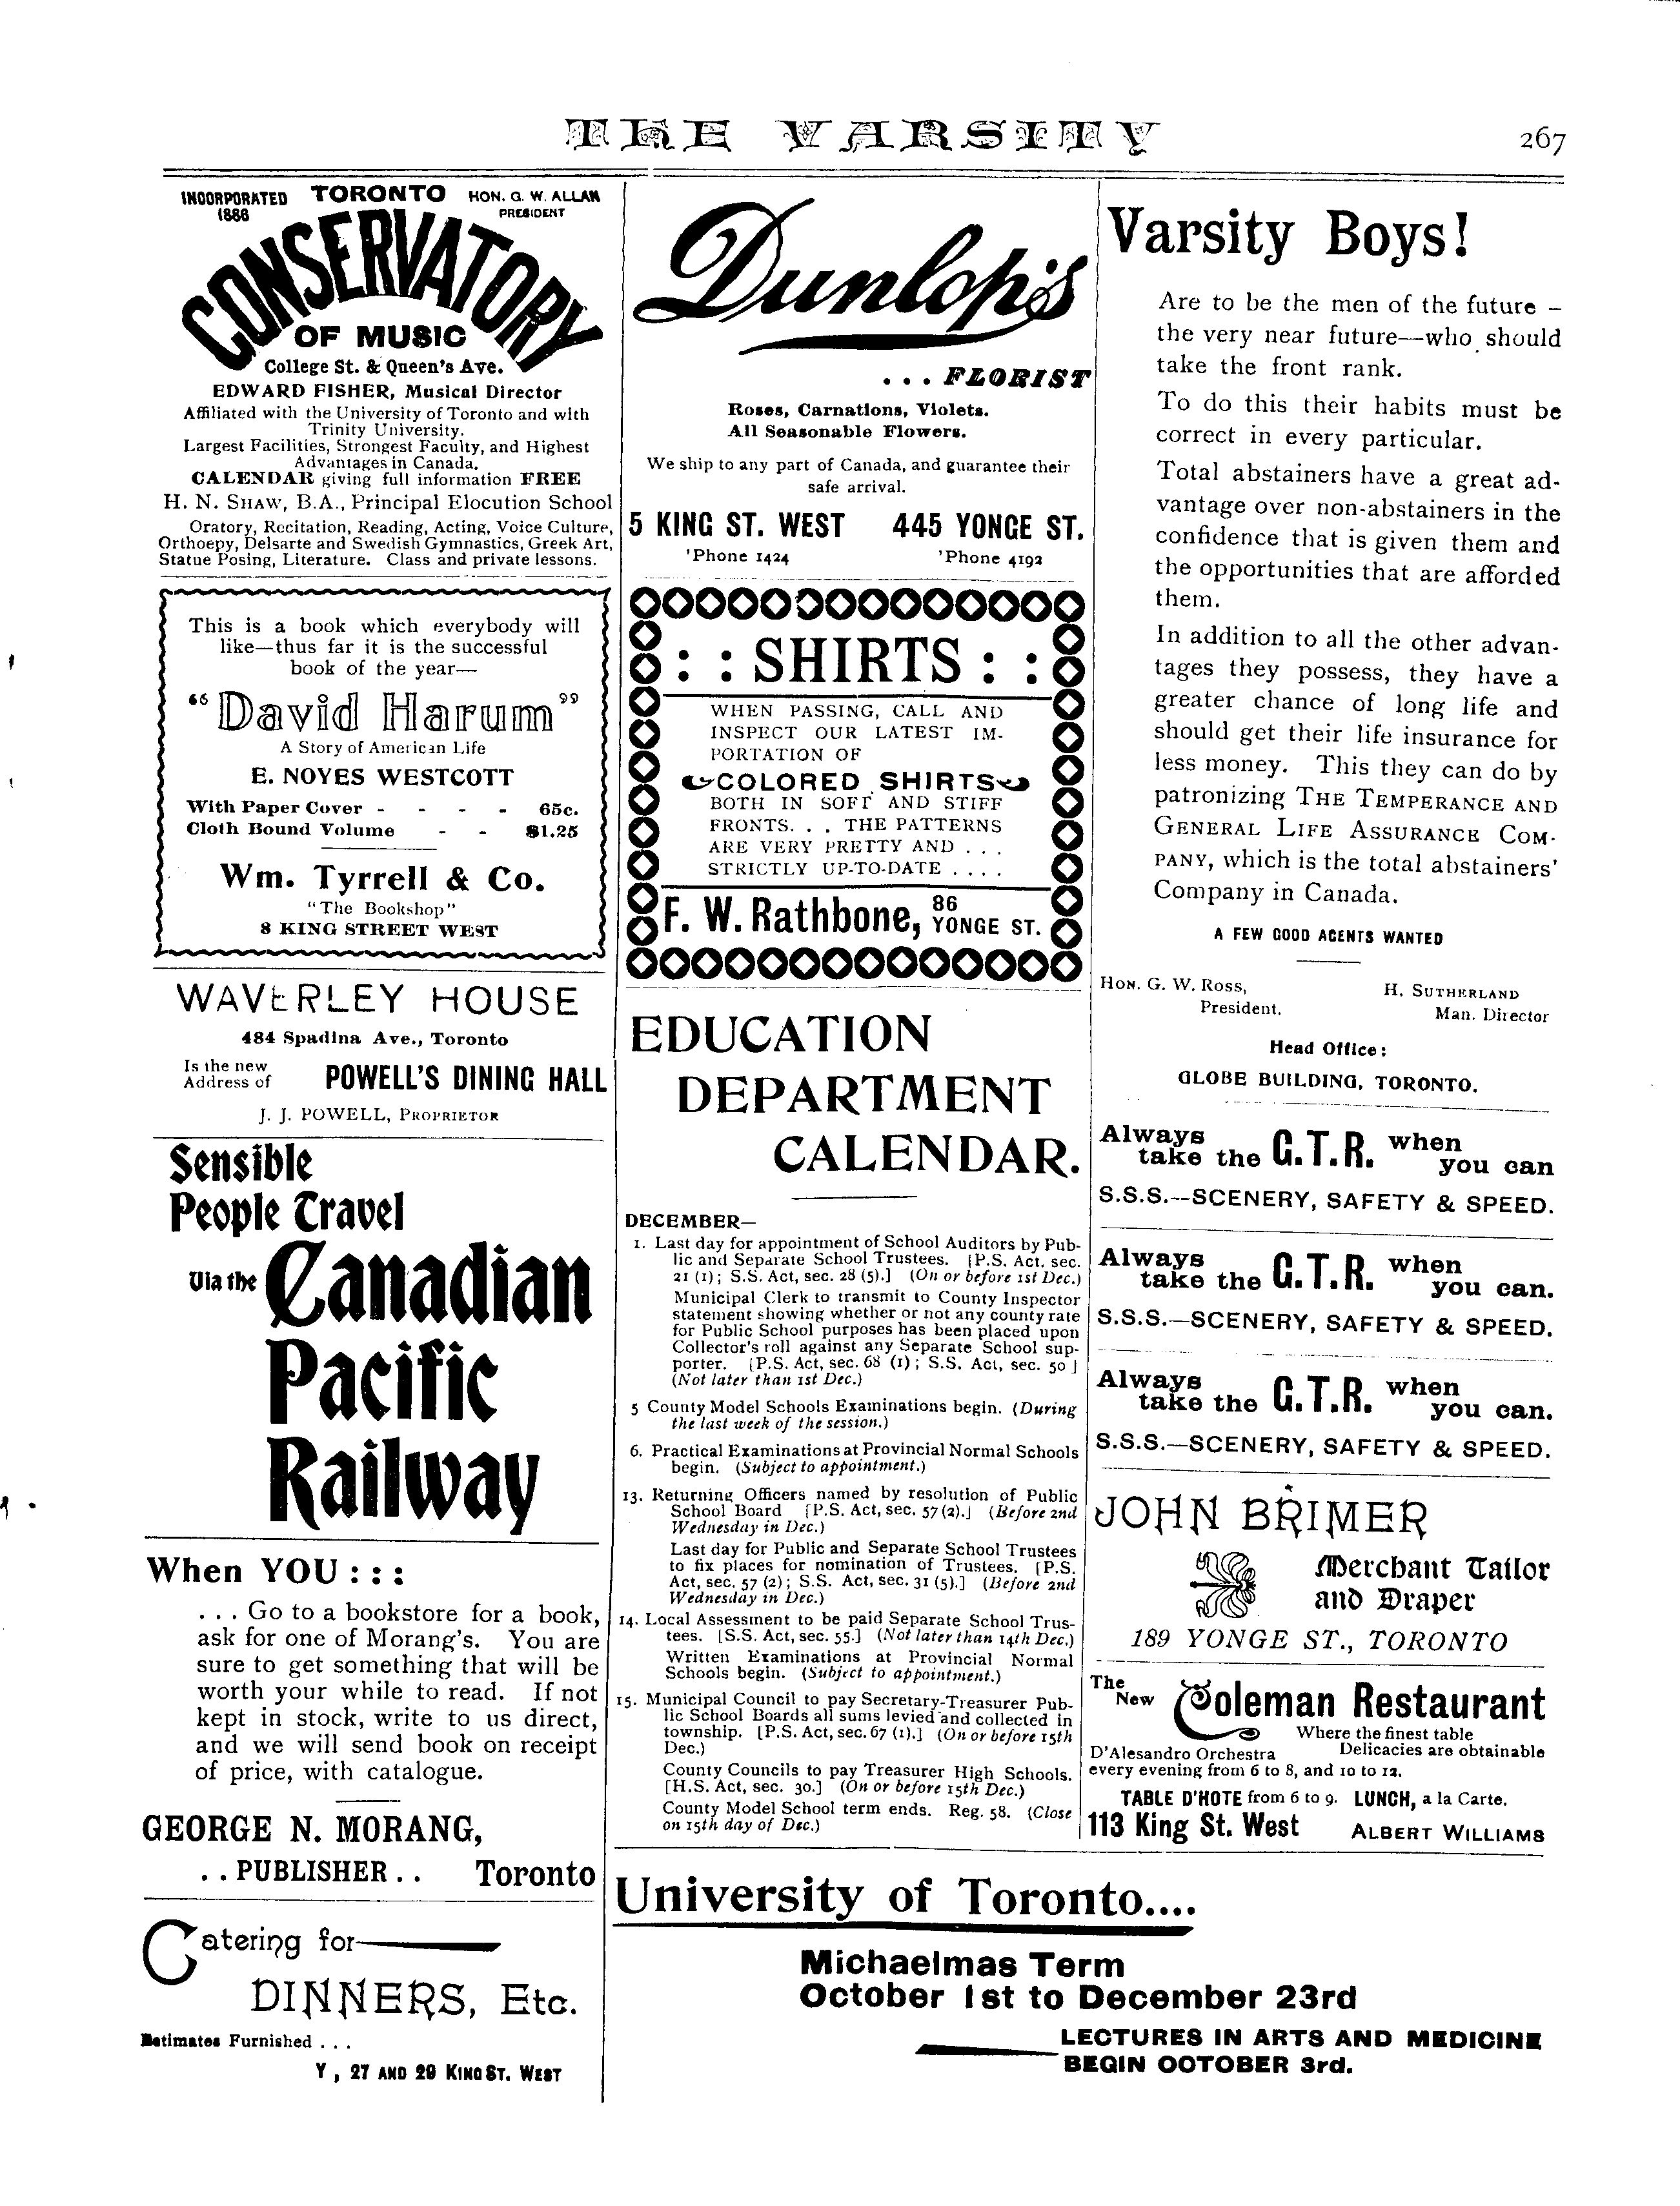 THE VARSITY
267
INCORPORATED TORONTO HON. G. W. ALLAN
1886 PRESIDENT
CONSERVATORY
OF MUSIC
College St. & Queen's Ave.
EDWARD FISHER, Musical Director
Affiliated with the University of Toronto and with
Trinity University.
Largest Facilities, Strongest Faculty, and Highest
Advantages in Canada.
CALENDAR giving full information FREE
H. N. SHAW, B.A., Principal Elocution School
Oratory, Recitation, Reading, Acting, Voice Culture,
Orthoepy, Delsarte and Swedish Gymnastics, Greek Art,
Statue Posing, Literature. Class and private lessons.
This is a book which everybody will
like—thus far it is the successful
book of the year—
"David Harum"
A Story of American Life
E. NOYES WESTCOTT
With Paper Cover - - - - 65c.
Cloth Bound Volume - - $1.25
Wm. Tyrrell & Co.
"The Bookshop"
8 KING STREET WEST
WAVERLEY HOUSE
484 Spadina Ave., Toronto
Is the new
Address of POWELL'S DINING HALL
J. J. POWELL, PROPRIETOR
Sensible
People Travel
Via the Canadian
Pacific
Railway
When YOU : : :
. . . Go to a bookstore for a book,
ask for one of Morang's. You are
sure to get something that will be
worth your while to read. If not
kept in stock, write to us direct,
and we will send book on receipt
of price, with catalogue.
GEORGE N. MORANG,
. . PUBLISHER . . Toronto
Catering for
DINNERS, Etc.
Estimates Furnished . . .
Y , 27 AND 29 KING ST. WEST
Dunlop's
. . . FLORIST
Roses, Carnations, Violets.
All Seasonable Flowers.
We ship to any part of Canada, and guarantee their
safe arrival.
5 KING ST. WEST 445 YONGE ST.
'Phone 1424 'Phone 4192
: : SHIRTS : :
WHEN PASSING, CALL AND
INSPECT OUR LATEST IM-
PORTATION OF
COLORED SHIRTS
BOTH IN SOFT AND STIFF
FRONTS. . . THE PATTERNS
ARE VERY PRETTY AND . . .
STRICTLY UP-TO-DATE . . . .
F. W. Rathbone, 86
YONGE ST.
EDUCATION
DEPARTMENT
CALENDAR.
DECEMBER—
1. Last day for appointment of School Auditors by Pub-
lic and Separate School Trustees. [P.S. Act. sec.
21 (1); S.S. Act, sec. 28 (5).] (On or before 1st Dec.)
Municipal Clerk to transmit to County Inspector
statement showing whether or not any county rate
for Public School purposes has been placed upon
Collector's roll against any Separate School sup-
porter. [P.S. Act, sec. 68 (1); S.S. Act, sec. 50]
(Not later than 1st Dec.)
5 County Model Schools Examinations begin. (During
the last week of the session.)
6. Practical Examinations at Provincial Normal Schools
begin. (Subject to appointment.)
13. Returning Officers named by resolution of Public
School Board [P.S. Act, sec. 57 (2).] (Before 2nd
Wednesday in Dec.)
Last day for Public and Separate School Trustees
to fix places for nomination of Trustees. [P.S.
Act, sec. 57 (2); S.S. Act, sec. 31 (5).] (Before 2nd
Wednesday in Dec.)
14. Local Assessment to be paid Separate School Trus-
tees. [S.S. Act, sec. 55.] (Not later than 14th Dec.)
Written Examinations at Provincial Normal
Schools begin. (Subject to appointment.)
15. Municipal Council to pay Secretary-Treasurer Pub-
lic School Boards all sums levied and collected in
township. [P.S. Act, sec. 67 (1).] (On or before 15th
Dec.)
County Councils to pay Treasurer High Schools.
[H.S. Act, sec. 30.] (On or before 15th Dec.)
County Model School term ends. Reg. 58. (Close
on 15th day of Dec.)
Varsity Boys!
Are to be the men of the future –
the very near future—who should
take the front rank.
To do this their habits must be
correct in every particular.
Total abstainers have a great ad-
vantage over non-abstainers in the
confidence that is given them and
the opportunities that are afforded
them.
In addition to all the other advan-
tages they possess, they have a
greater chance of long life and
should get their life insurance for
less money. This they can do by
patronizing THE TEMPERANCE AND
GENERAL LIFE ASSURANCE COM-
PANY, which is the total abstainers'
Company in Canada.
A FEW GOOD AGENTS WANTED
HON. G. W. ROSS, H. SUTHERLAND
President. Man. Director
Head Office:
GLOBE BUILDING, TORONTO.
Always
take the G.T.R. when
you can
S.S.S.--SCENERY, SAFETY & SPEED.
Always
take the G.T.R. when
you can.
S.S.S.—SCENERY, SAFETY & SPEED.
Always
take the G.T.R. when
you can.
S.S.S.—SCENERY, SAFETY & SPEED.
JOHN BRIMER
Merchant Tailor
and Draper
189 YONGE ST., TORONTO
The
New Coleman Restaurant
Where the finest table
D'Alesandro Orchestra Delicacies are obtainable
every evening from 6 to 8, and 10 to 12.
TABLE D'HOTE from 6 to 9. LUNCH, a la Carte.
113 King St. West ALBERT WILLIAMS
University of Toronto....
Michaelmas Term
October 1st to December 23rd
LECTURES IN ARTS AND MEDICINE
BEGIN OCTOBER 3rd.